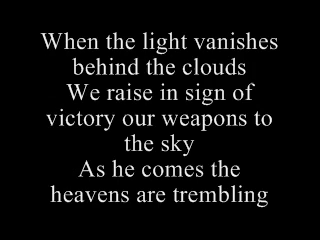 When the light vanishes
behind the clouds
We raise in sign of
victory our weapons to
the sky
As he comes the
heavens are trembling